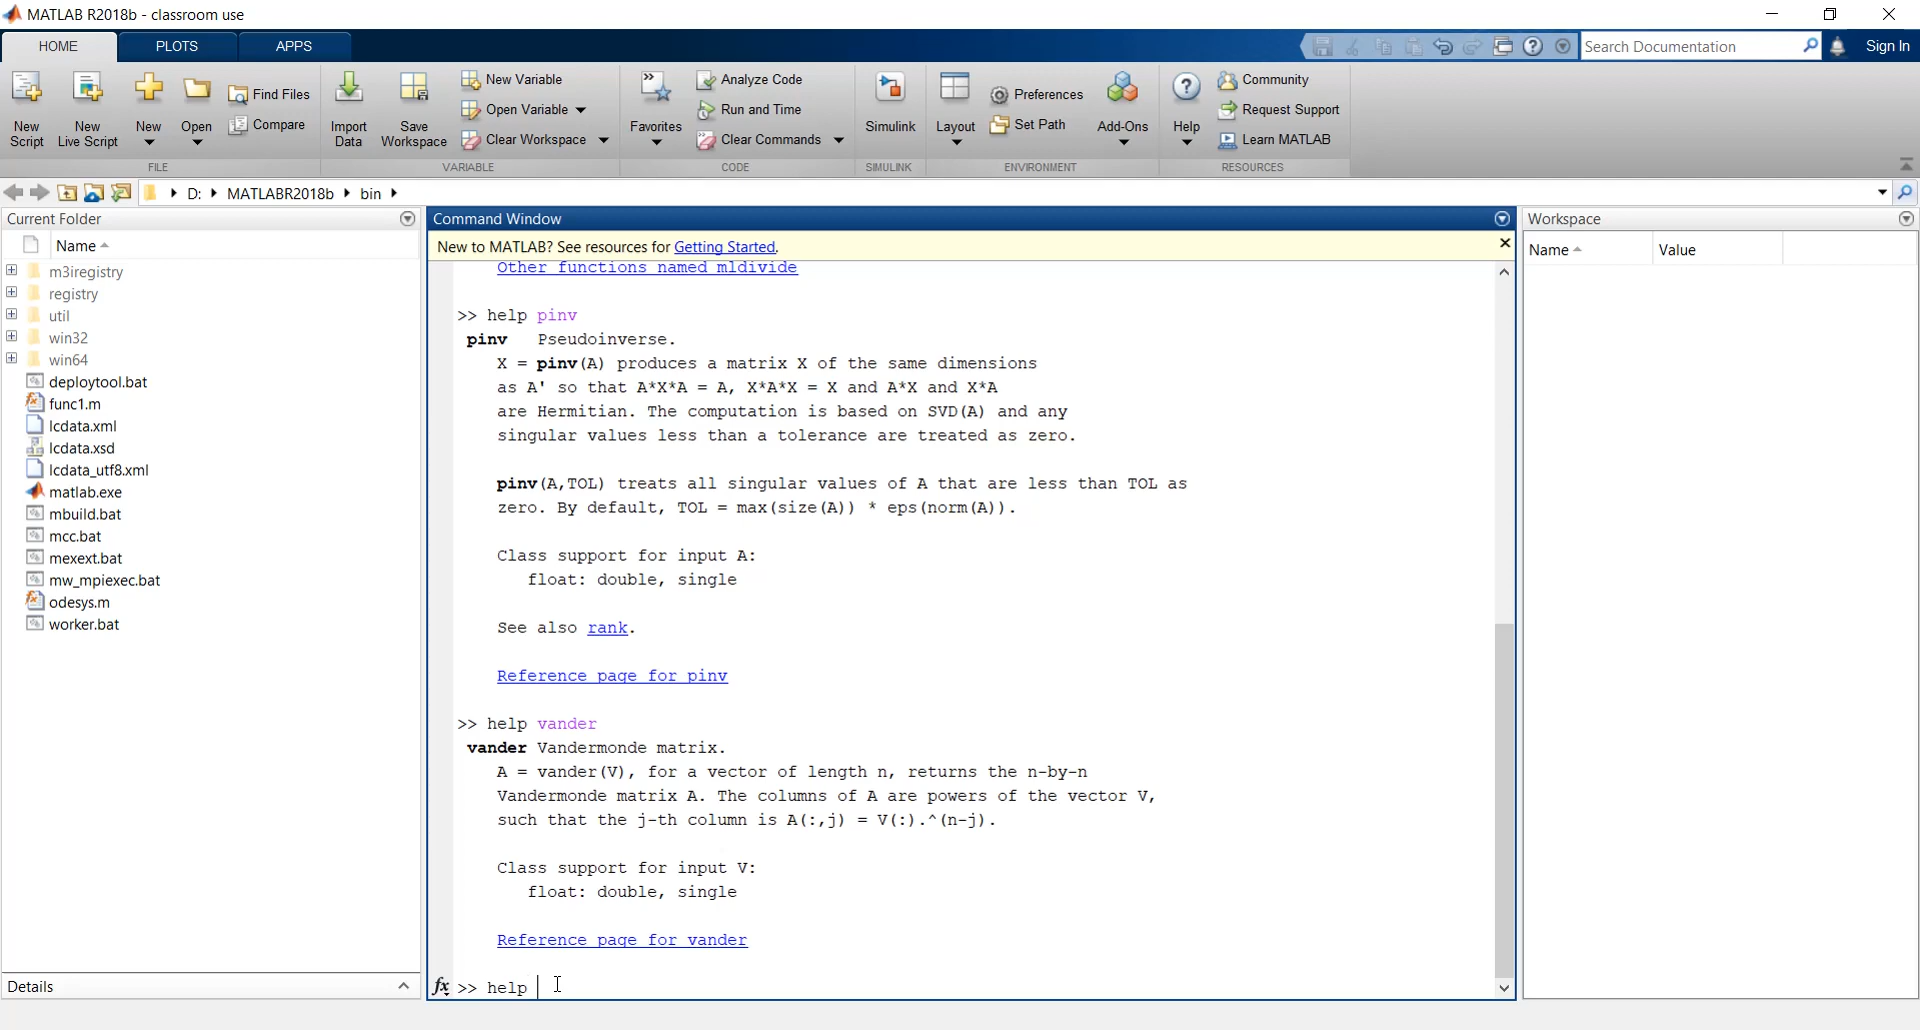 MATLAB R2018b - classroom use
HOME
PLOTS
APPS
Search Documentation
Sign In
New Script
New Live Script
New
Open
Find Files
Compare
Import Data
Save Workspace
New Variable
Open Variable
Clear Workspace
Favorites
Analyze Code
Run and Time
Clear Commands
Simulink
Layout
Preferences
Set Path
Add-Ons
Help
Community
Request Support
Learn MATLAB
FILE
VARIABLE
CODE
SIMULINK
ENVIRONMENT
RESOURCES
D: MATLABR2018b bin
Current Folder
Name
m3iregistry
registry
util
win32
win64
deploytool.bat
func1.m
lcdata.xml
lcdata.xsd
lcdata_utf8.xml
matlab.exe
mbuild.bat
mcc.bat
mexext.bat
mw_mpiexec.bat
odesys.m
worker.bat
Details
Command Window
New to MATLAB? See resources for Getting Started.
Other functions named mldivide
>> help pinv
pinv Pseudoinverse.
X = pinv(A) produces a matrix X of the same dimensions
as A' so that A*X*A = A, X*A*X = X and A*X and X*A
are Hermitian. The computation is based on SVD(A) and any
singular values less than a tolerance are treated as zero.
pinv(A,TOL) treats all singular values of A that are less than TOL as
zero. By default, TOL = max(size(A)) * eps(norm(A)).
Class support for input A:
float: double, single
See also rank.
Reference page for pinv
>> help vander
vander Vandermonde matrix.
A = vander(V), for a vector of length n, returns the n-by-n
Vandermonde matrix A. The columns of A are powers of the vector V,
such that the j-th column is A(:,j) = V(:).^(n-j).
Class support for input V:
float: double, single
Reference page for vander
fx >> help
Workspace
Name
Value